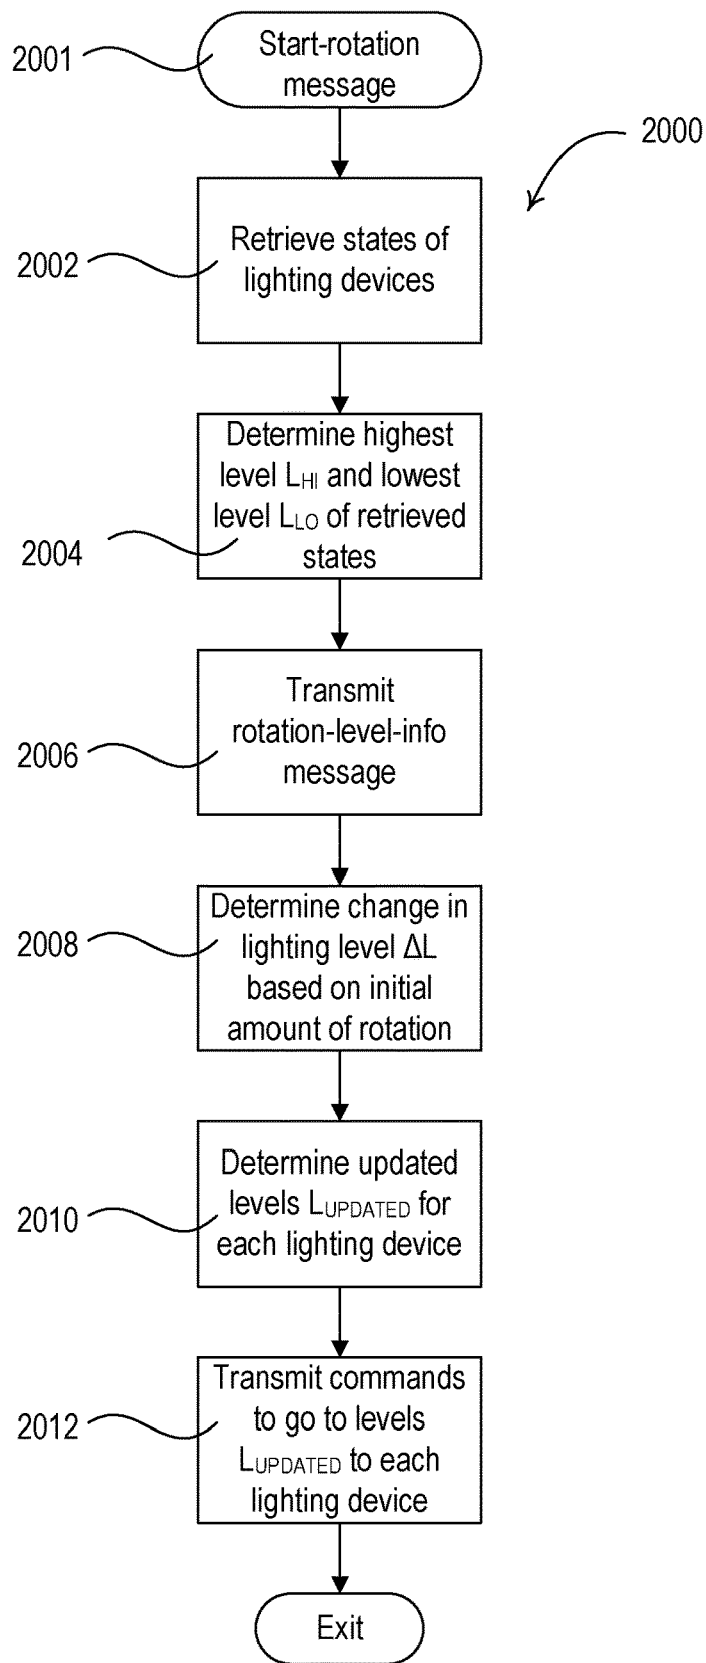 2001
Start-rotation
message
2000
2002
Retrieve states of
lighting devices
2004
Determine highest
level LHI and lowest
level LLO of retrieved
states
2006
Transmit
rotation-level-info
message
2008
Determine change in
lighting level ΔL
based on initial
amount of rotation
2010
Determine updated
levels LUPDATED for
each lighting device
2012
Transmit commands
to go to levels
LUPDATED to each
lighting device
Exit